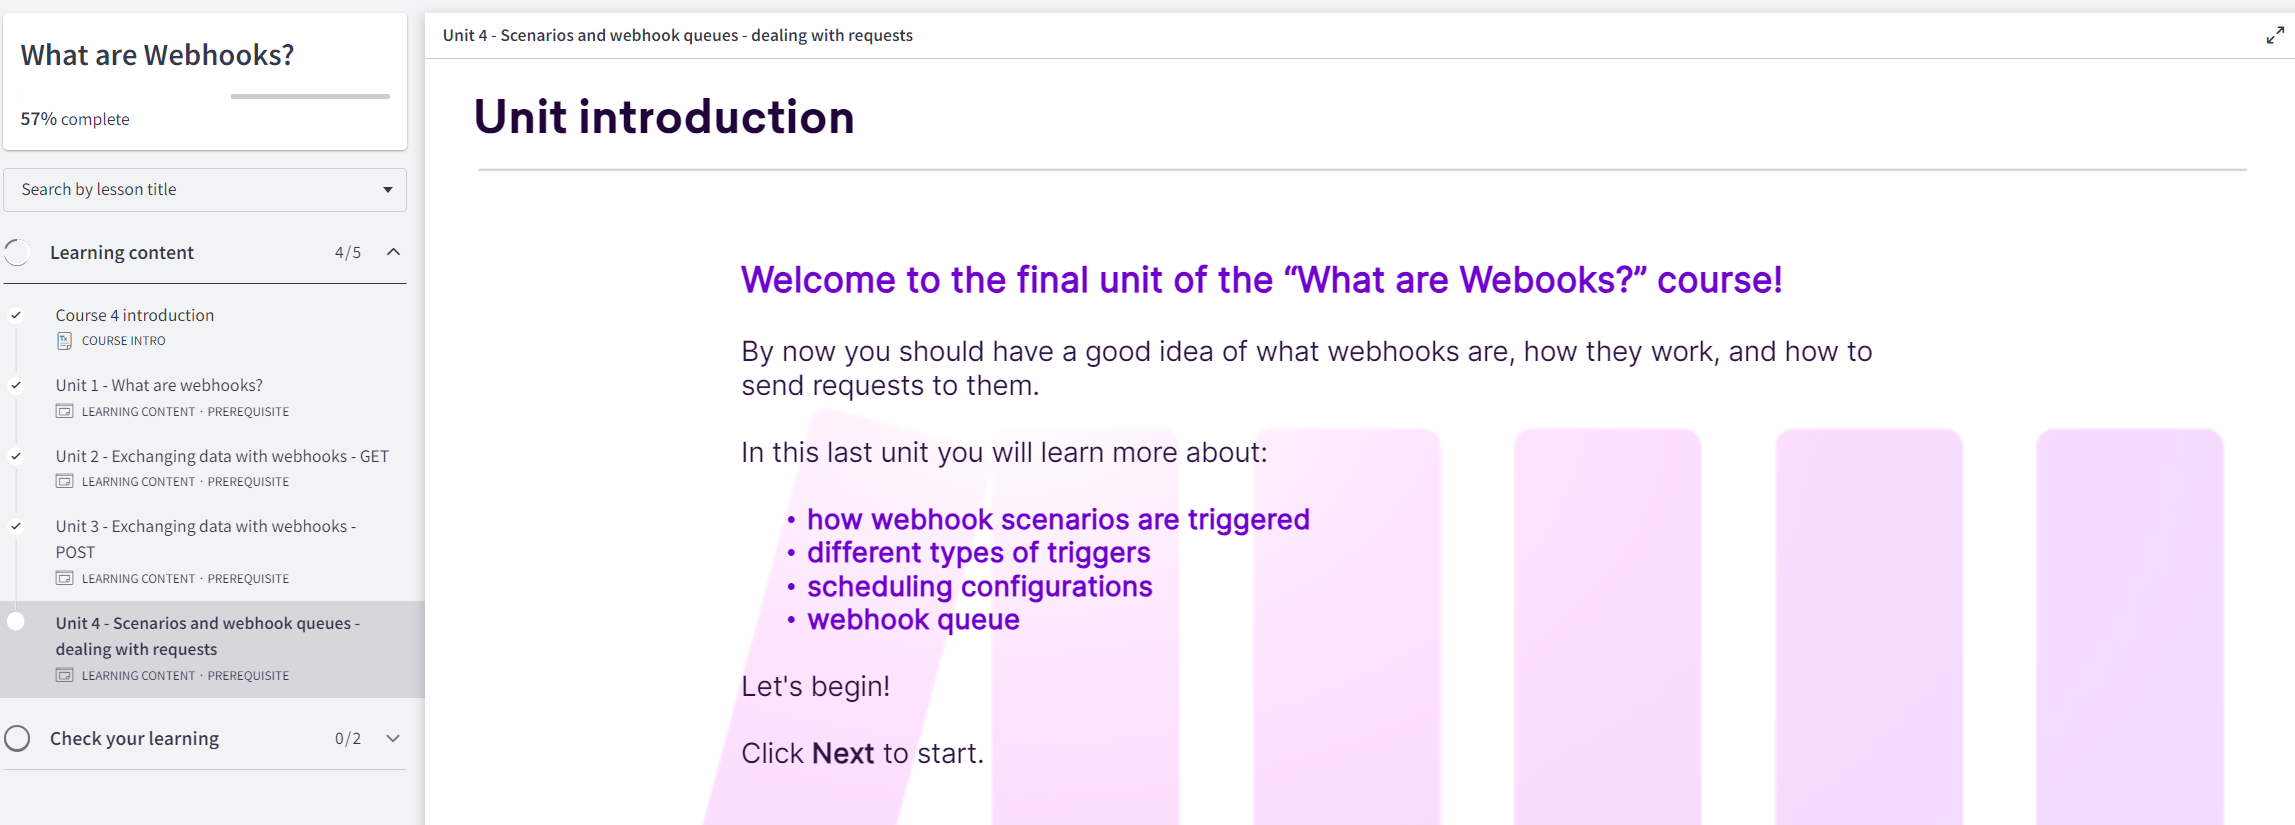 What are Webhooks?
57% complete
Search by lesson title
Learning content 4/5
Course 4 introduction
COURSE INTRO
Unit 1 - What are webhooks?
LEARNING CONTENT · PREREQUISITE
Unit 2 - Exchanging data with webhooks - GET
LEARNING CONTENT · PREREQUISITE
Unit 3 - Exchanging data with webhooks -
POST
LEARNING CONTENT · PREREQUISITE
Unit 4 - Scenarios and webhook queues -
dealing with requests
LEARNING CONTENT · PREREQUISITE
Check your learning 0/2
Unit 4 - Scenarios and webhook queues - dealing with requests
Unit introduction
Welcome to the final unit of the “What are Webooks?” course!
By now you should have a good idea of what webhooks are, how they work, and how to
send requests to them.
In this last unit you will learn more about:
• how webhook scenarios are triggered
• different types of triggers
• scheduling configurations
• webhook queue
Let's begin!
Click Next to start.